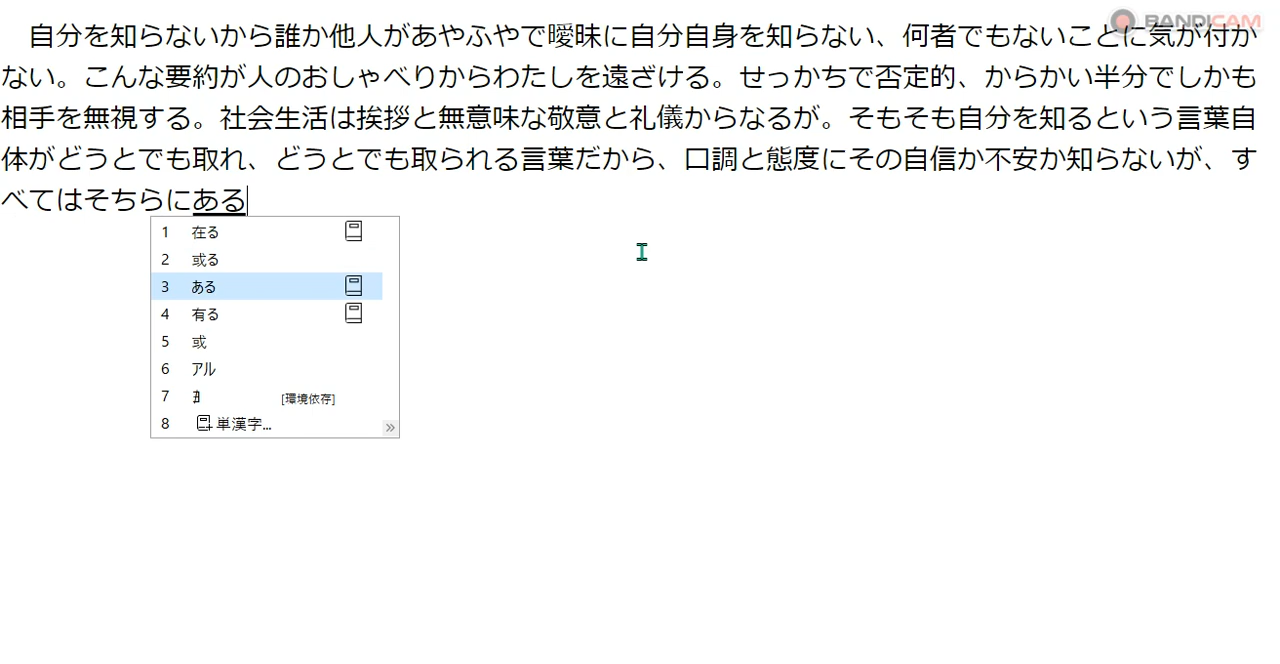 自分を知らないから誰か他人があやふやで曖昧に自分自身を知らない、何者でもないことに気が付か
ない。こんな要約が人のおしゃべりからわたしを遠ざける。せっかちで否定的、からかい半分でしかも
相手を無視する。社会生活は挨拶と無意味な敬意と礼儀からなるが。そもそも自分を知るという言葉自
体がどうとでも取れ、どうとでも取られる言葉だから、口調と態度にその自信か不安か知らないが、す
べてはそちらにある
1 在る
2 或る
3 ある
4 有る
5 或
6 アル
7 ∄ [環境依存]
8 単漢字...
»
BANDICAM